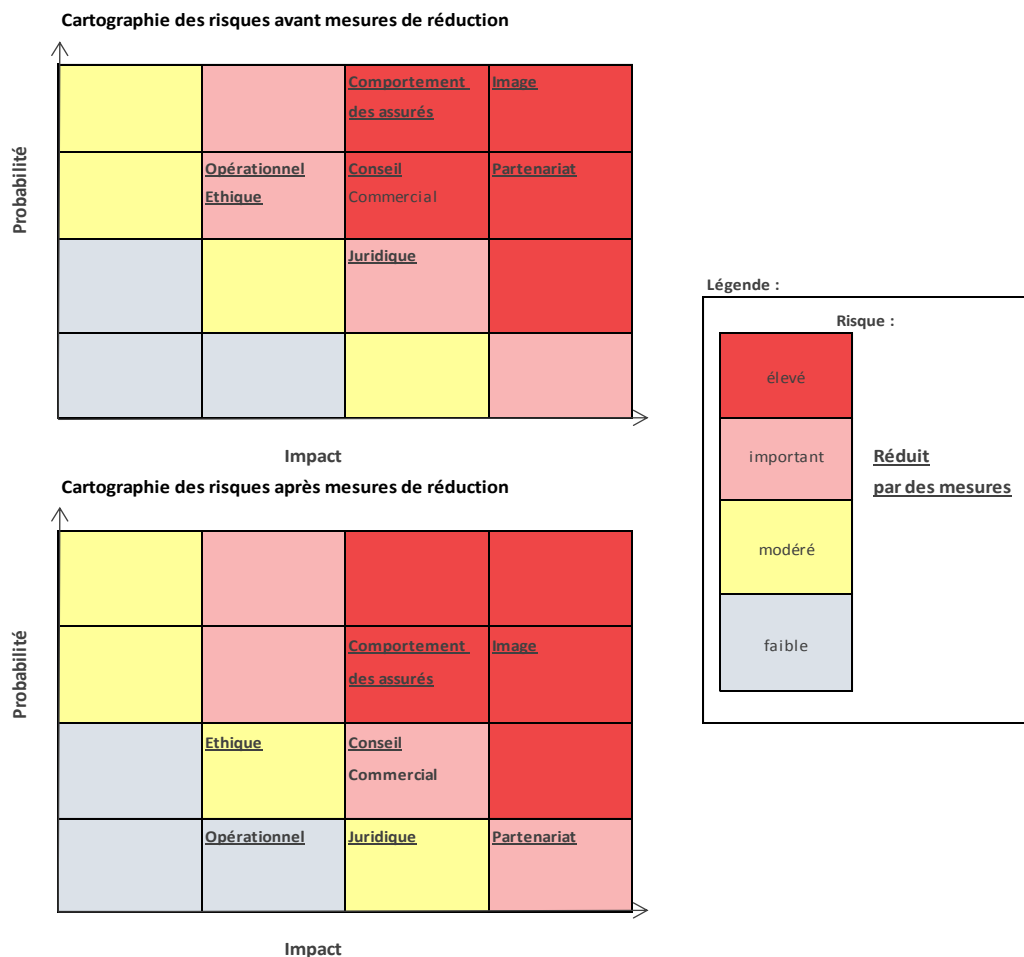 Cartographie des risques avant mesures de réduction
Probabilité
Comportement
des assurés
Image
Opérationnel
Ethique
Conseil
Commercial
Partenariat
Juridique
Impact
Cartographie des risques après mesures de réduction
Probabilité
Comportement
des assurés
Image
Ethique
Conseil
Commercial
Opérationnel
Juridique
Partenariat
Impact
Légende :
Risque :
élevé
important
modéré
faible
Réduit
par des mesures